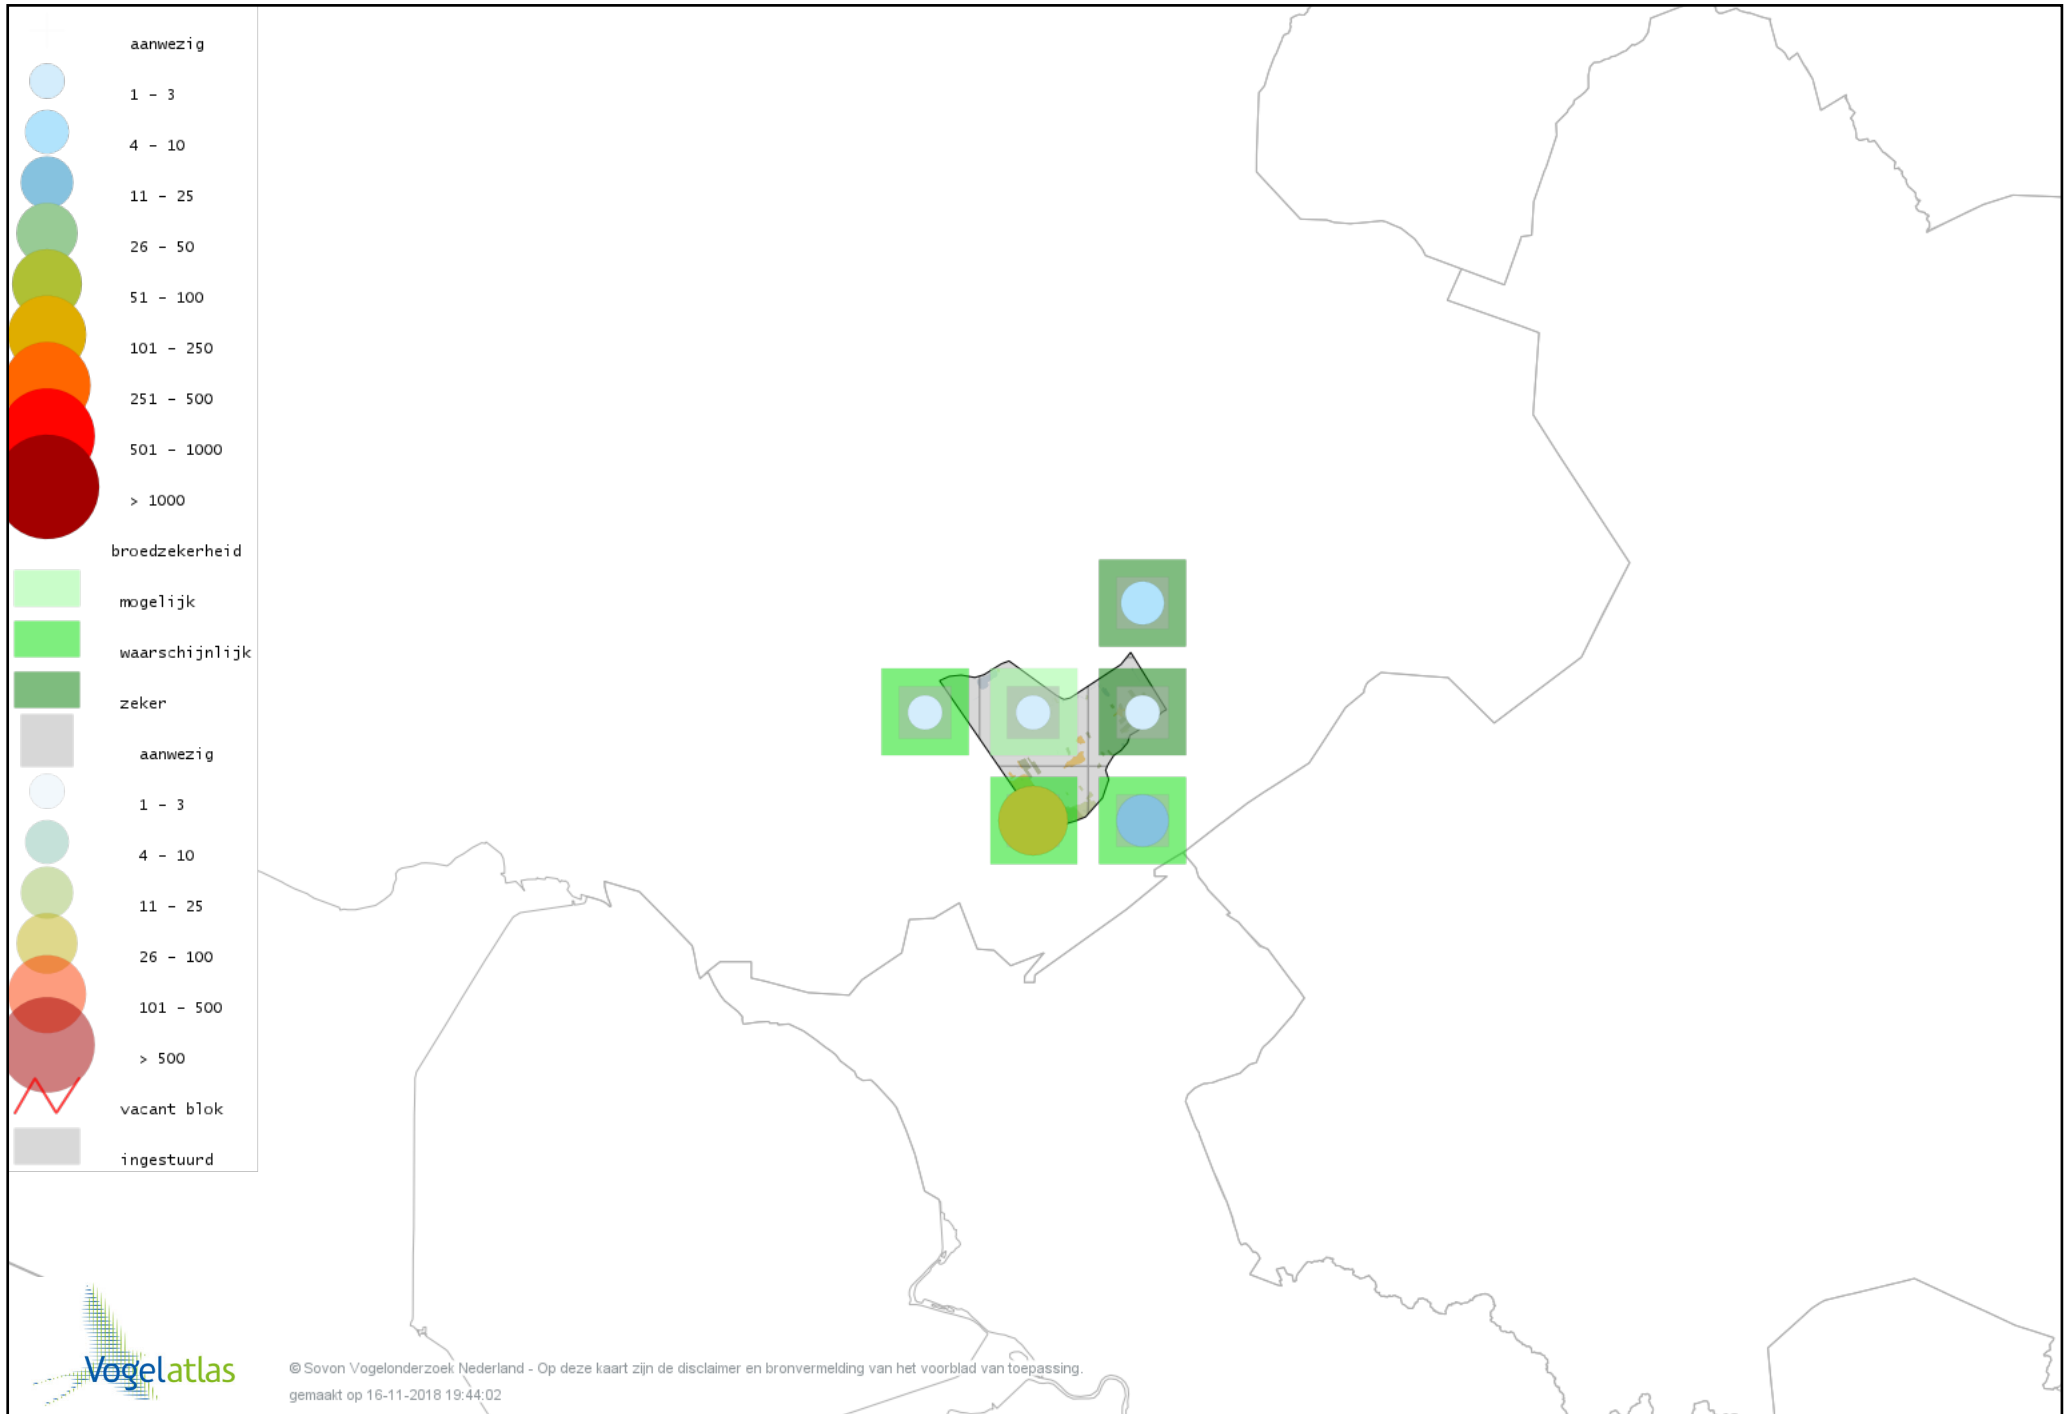 aanwezig
1 - 3
4 - 10
11 - 25
26 - 50
51 - 100
101 - 250
251 - 500
501 - 1000
> 1000
broedzekerheid
mogelijk
waarschijnlijk
zeker
aanwezig
1 - 3
4 - 10
11 - 25
26 - 100
101 - 500
> 500
vacant blok
ingestuurd
Vogelatlas
© Sovon Vogelonderzoek Nederland - Op deze kaart zijn de disclaimer en bronvermelding van het voorblad van toepassing.
gemaakt op 16-11-2018 19:44:02